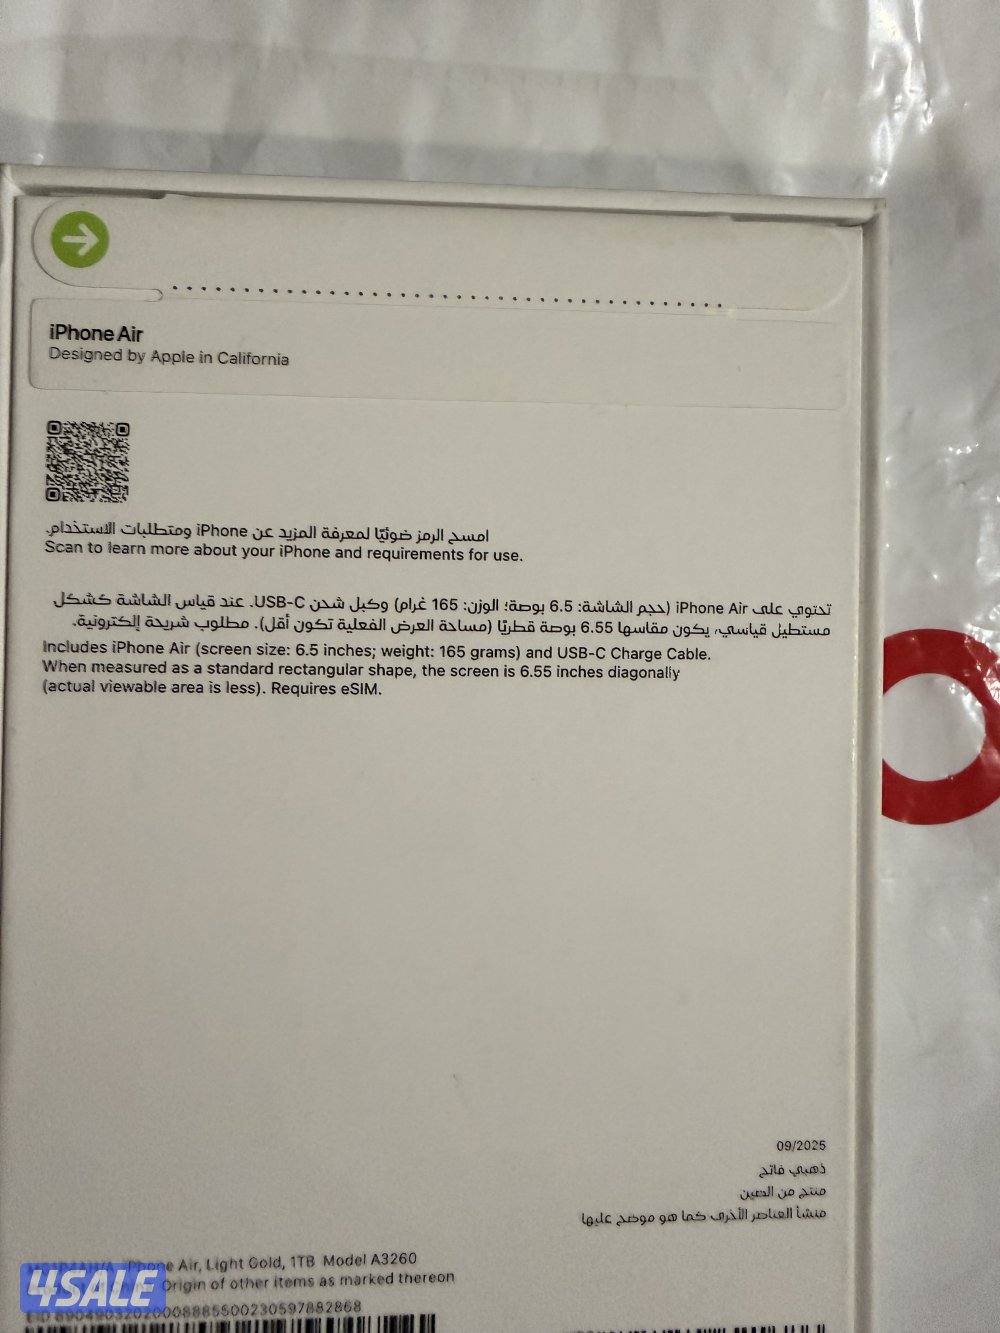 iPhone Air
Designed by Apple in California
امسح الرمز ضوئيًا لمعرفة المزيد عن iPhone ومتطلبات الاستخدام.
Scan to learn more about your iPhone and requirements for use.
تحتوي علبة iPhone Air (حجم الشاشة: 6.5 بوصة؛ الوزن: 165 غرام) وكبل شحن USB-C. عند قياس الشاشة كشكل
مستطيل قياسي، يكون مقاسها 6.55 بوصة قطريًا (مساحة العرض الفعلية تكون أقل). مطلوب شريحة إلكترونية.
Includes iPhone Air (screen size: 6.5 inches; weight: 165 grams) and USB-C Charge Cable.
When measured as a standard rectangular shape, the screen is 6.55 inches diagonally
(actual viewable area is less). Requires eSIM.
09/2025
ذهبي فاتح
منتج من الصين
منشأ العناصر الأخرى كما هو موضح عليها
iPhone Air, Light Gold, 1TB Model A3260
Origin of other items as marked thereon
4SALE